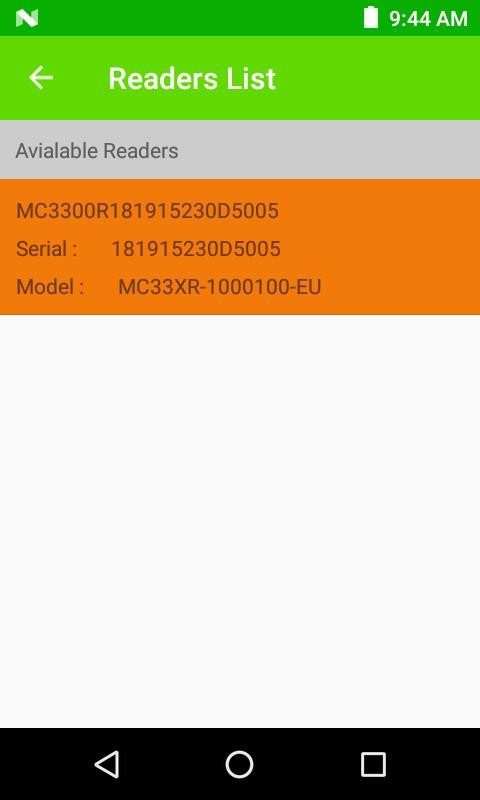 9:44 AM
Readers List
Avialable Readers
MC3300R181915230D5005
Serial : 181915230D5005
Model : MC33XR-1000100-EU